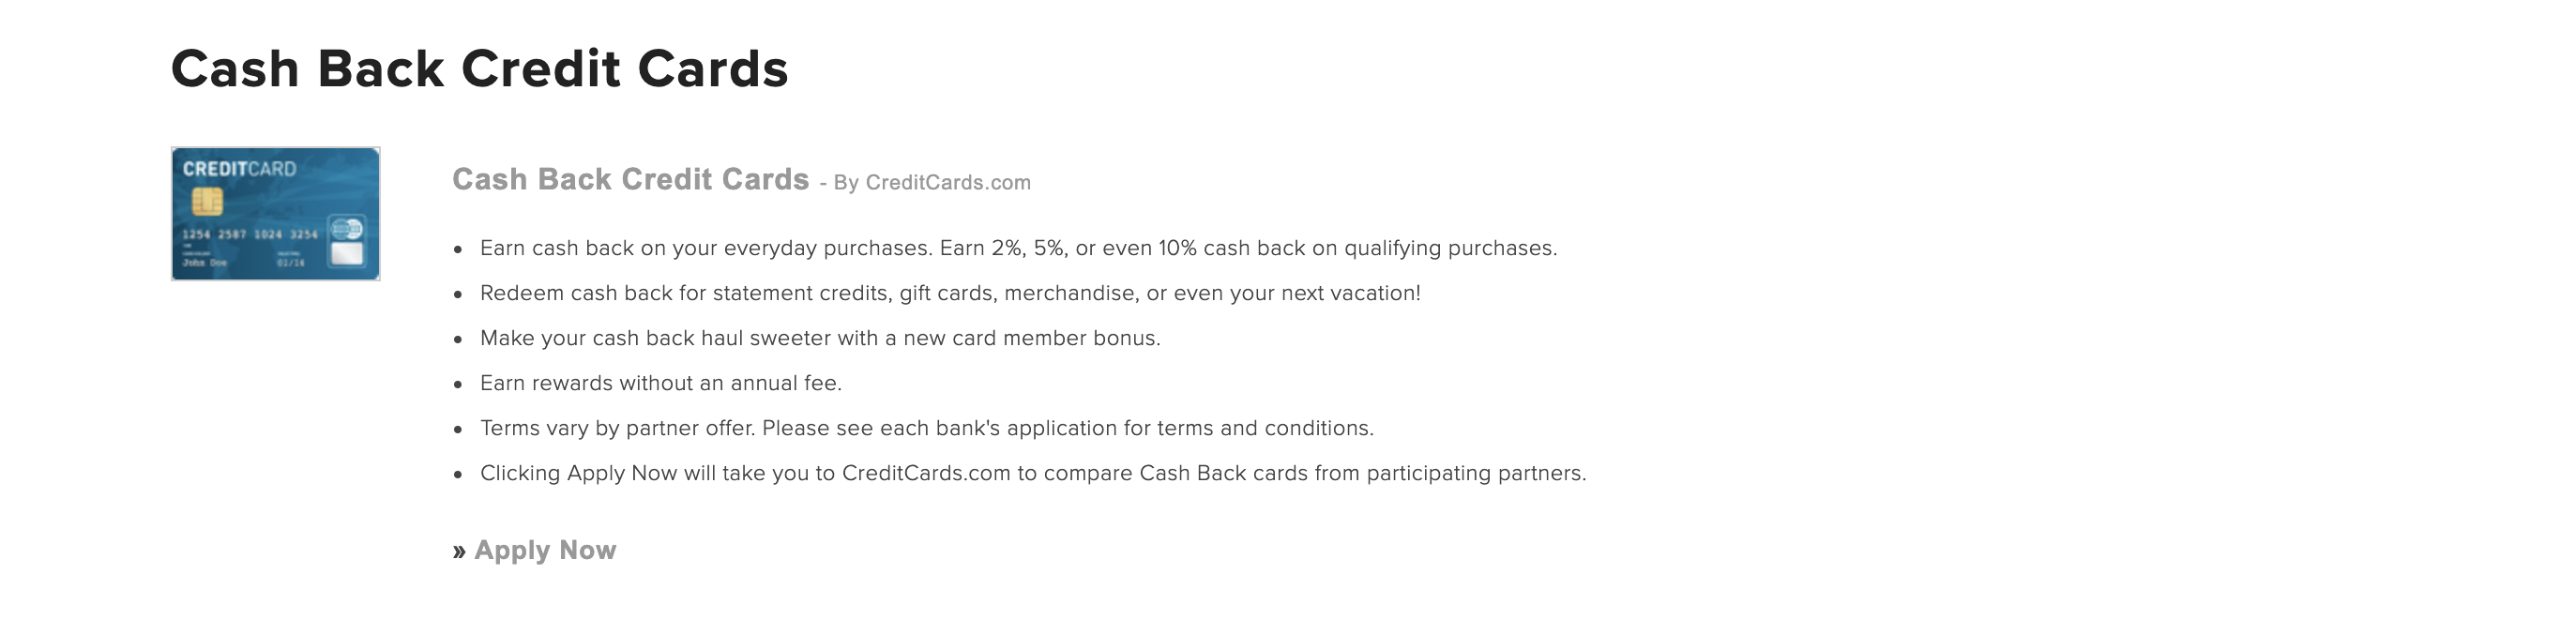 Cash Back Credit Cards
CREDITCARD
1254 2587 1024 3254
John Doe 01/16
Cash Back Credit Cards - By CreditCards.com
• Earn cash back on your everyday purchases. Earn 2%, 5%, or even 10% cash back on qualifying purchases.
• Redeem cash back for statement credits, gift cards, merchandise, or even your next vacation!
• Make your cash back haul sweeter with a new card member bonus.
• Earn rewards without an annual fee.
• Terms vary by partner offer. Please see each bank's application for terms and conditions.
• Clicking Apply Now will take you to CreditCards.com to compare Cash Back cards from participating partners.
» Apply Now